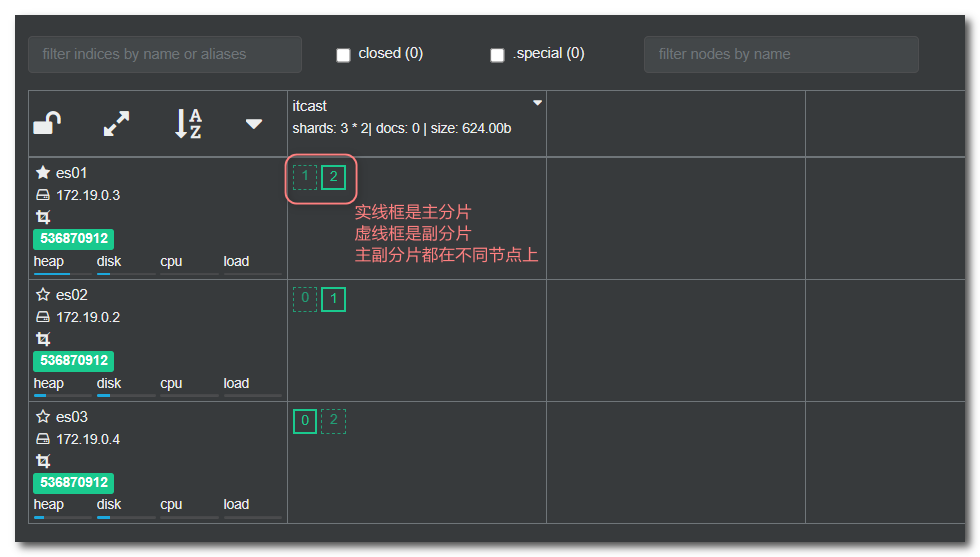 filter indices by name or aliases
closed (0)
.special (0)
filter nodes by name
A
Z
itcast
shards: 3 * 2| docs: 0 | size: 624.00b
es01
172.19.0.3
536870912
heap disk cpu load
1 2
实线框是主分片
虚线框是副分片
主副分片都在不同节点上
es02
172.19.0.2
536870912
heap disk cpu load
0 1
es03
172.19.0.4
536870912
heap disk cpu load
0 2